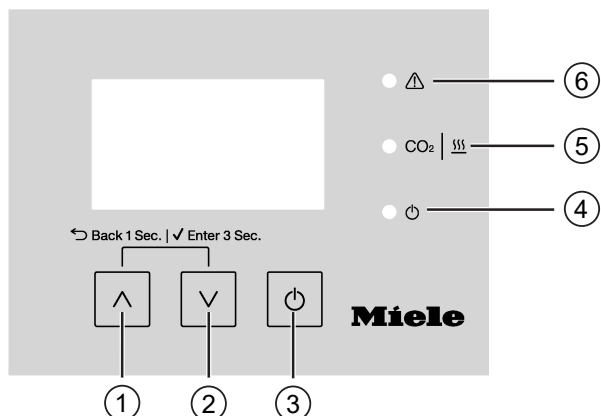 6
CO₂ | 5
4
Back 1 Sec. | ✓ Enter 3 Sec.
Miele
1 2 3